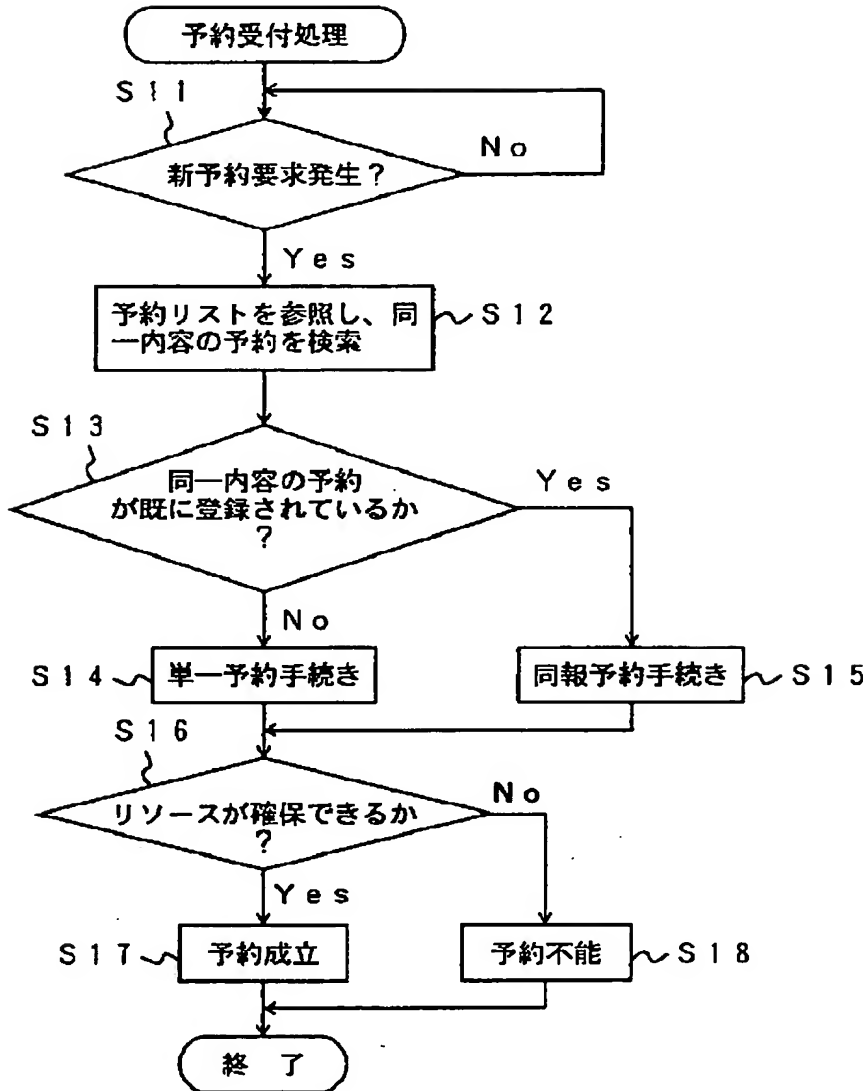 予約受付処理
S11
No
新予約要求発生？
Yes
予約リストを参照し、同
一内容の予約を検索
S12
S13
同一内容の予約
が既に登録されているか
？
Yes
No
S14
単一予約手続き
同報予約手続き
S15
S16
リソースが確保できるか
？
No
Yes
S17
予約成立
予約不能
S18
終 了